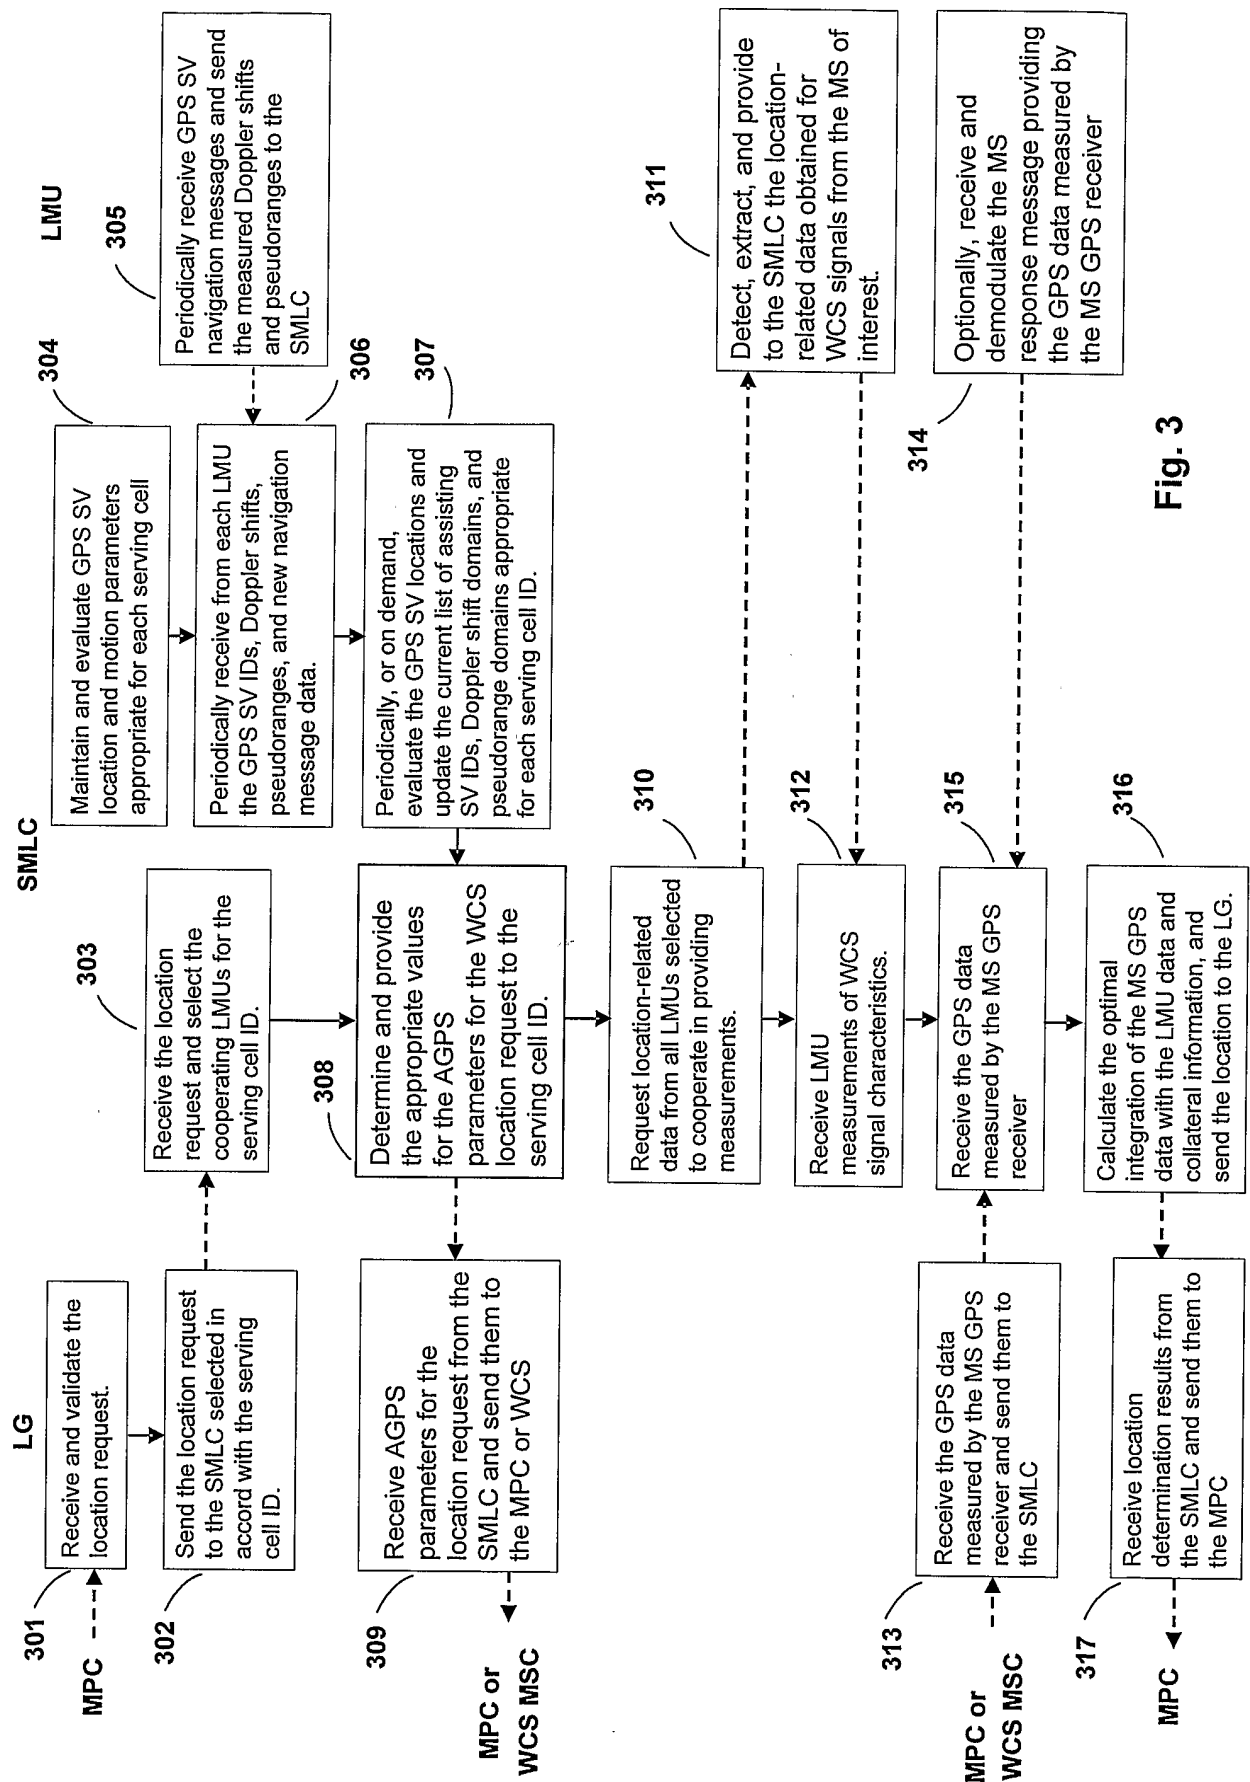 LG
SMLC
LMU
MPC
301
Receive and validate the
location request.
302
Send the location request
to the SMLC selected in
accord with the serving
cell ID.
303
Receive the location
request and select the
cooperating LMUs for the
serving cell ID.
304
Maintain and evaluate GPS SV
location and motion parameters
appropriate for each serving cell
305
Periodically receive GPS SV
navigation messages and send
the measured Doppler shifts
and pseudoranges to the
SMLC
306
Periodically receive from each LMU
the GPS SV IDs, Doppler shifts,
pseudoranges, and new navigation
message data.
307
Periodically, or on demand,
evaluate the GPS SV locations and
update the current list of assisting
SV IDs, Doppler shift domains, and
pseudorange domains appropriate
for each serving cell ID.
308
Determine and provide
the appropriate values
for the AGPS
parameters for the WCS
location request to the
serving cell ID.
309
Receive AGPS
parameters for the
location request from the
SMLC and send them to
the MPC or WCS
MPC or
WCS MSC
310
Request location-related
data from all LMUs selected
to cooperate in providing
measurements.
311
Detect, extract, and provide
to the SMLC the location-
related data obtained for
WCS signals from the MS of
interest.
312
Receive LMU
measurements of WCS
signal characteristics.
313
Receive the GPS data
measured by the MS GPS
receiver and send them to
the SMLC
MPC or
WCS MSC
314
Optionally, receive and
demodulate the MS
response message providing
the GPS data measured by
the MS GPS receiver
315
Receive the GPS data
measured by the MS GPS
receiver
316
Calculate the optimal
integration of the MS GPS
data with the LMU data and
collateral information, and
send the location to the LG.
317
Receive location
determination results from
the SMLC and send them to
the MPC
MPC
Fig. 3